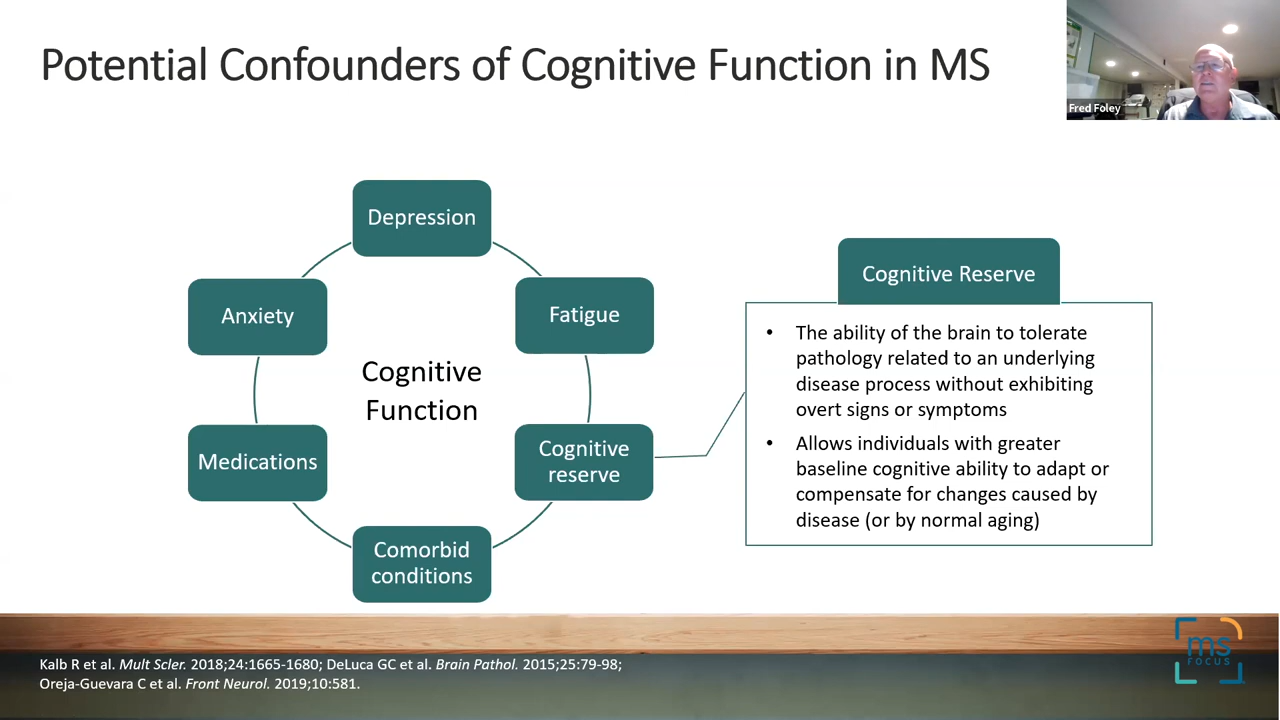 Potential Confounders of Cognitive Function in MS
Fred Foley
Depression
Anxiety
Fatigue
Cognitive
Function
Medications
Cognitive
reserve
Comorbid
conditions
Cognitive Reserve
• The ability of the brain to tolerate
pathology related to an underlying
disease process without exhibiting
overt signs or symptoms
• Allows individuals with greater
baseline cognitive ability to adapt or
compensate for changes caused by
disease (or by normal aging)
Kalb R et al. Mult Scler. 2018;24:1665-1680; DeLuca GC et al. Brain Pathol. 2015;25:79-98;
Oreja-Guevara C et al. Front Neurol. 2019;10:581.
ms
FOCUS